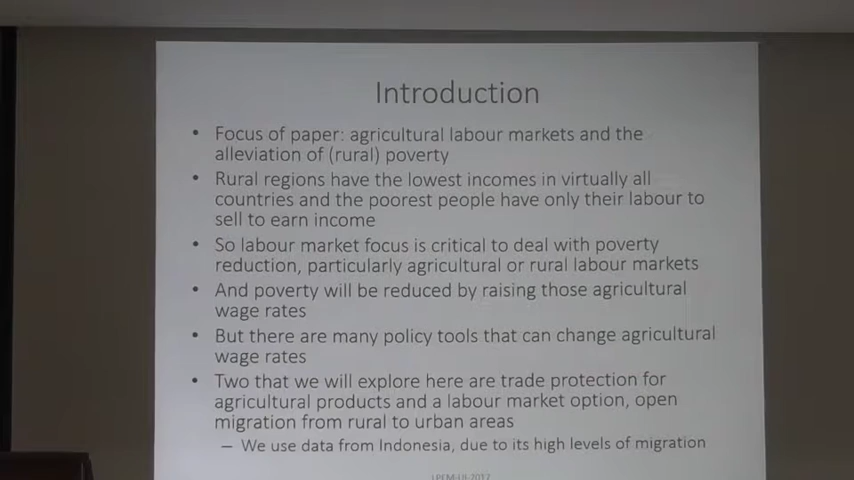 Introduction
• Focus of paper: agricultural labour markets and the
alleviation of (rural) poverty
• Rural regions have the lowest incomes in virtually all
countries and the poorest people have only their labour to
sell to earn income
• So labour market focus is critical to deal with poverty
reduction, particularly agricultural or rural labour markets
• And poverty will be reduced by raising those agricultural
wage rates
• But there are many policy tools that can change agricultural
wage rates
• Two that we will explore here are trade protection for
agricultural products and a labour market option, open
migration from rural to urban areas
– We use data from Indonesia, due to its high levels of migration
LPEM-UI-2017